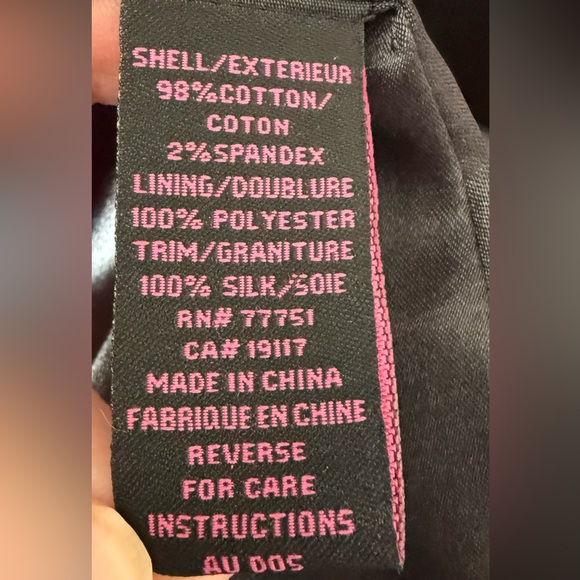 SHELL/EXTERIEUR
98%COTTON/
COTON
2%SPANDEX
LINING/DOUBLURE
100% POLYESTER
TRIM/GRANITURE
100% SILK/SOIE
RN# 77751
CA# 19117
MADE IN CHINA
FABRIQUE EN CHINE
REVERSE
FOR CARE
INSTRUCTIONS
AU DOS